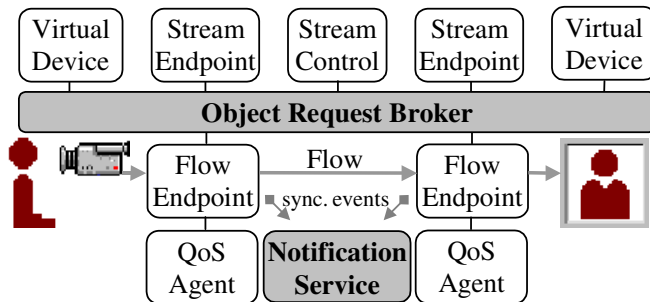 Virtual Device
Stream Endpoint
Stream Control
Stream Endpoint
Virtual Device
Object Request Broker
Flow Endpoint
Flow
Flow Endpoint
sync. events
QoS Agent
Notification Service
QoS Agent